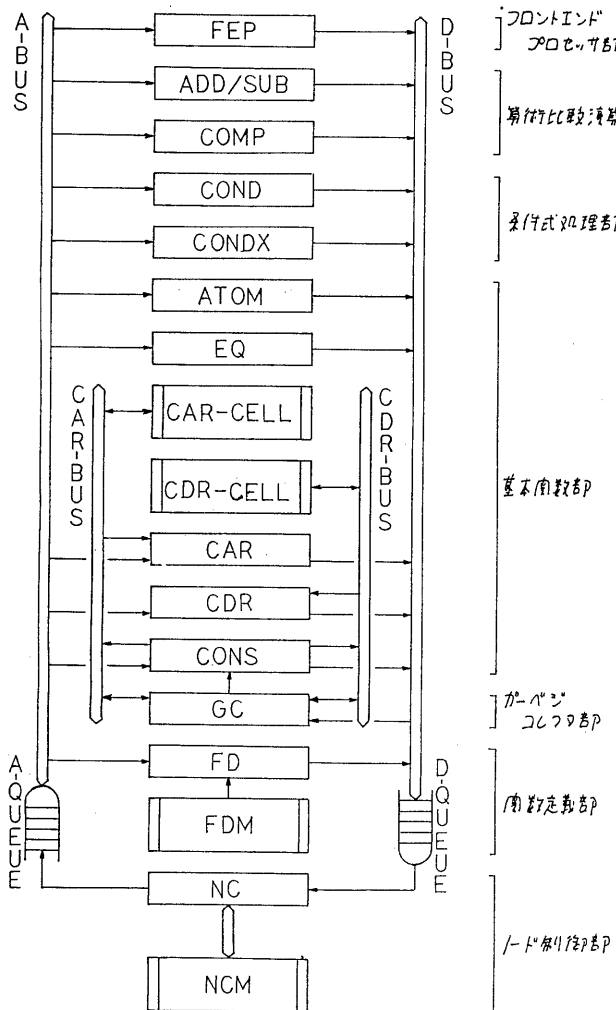 A-BUS
D-BUS
FEP
フロントエンド
プロセッサ部
ADD/SUB
COMP
算術比較演算
COND
CONDX
条件式処理部
ATOM
EQ
CAR-BUS
CDR-BUS
CAR-CELL
CDR-CELL
CAR
CDR
CONS
基本関数部
GC
ガーベジ
コレクタ部
A-QUEUE
D-QUEUE
FD
FDM
関数定義部
NC
NCM
ノード制御部